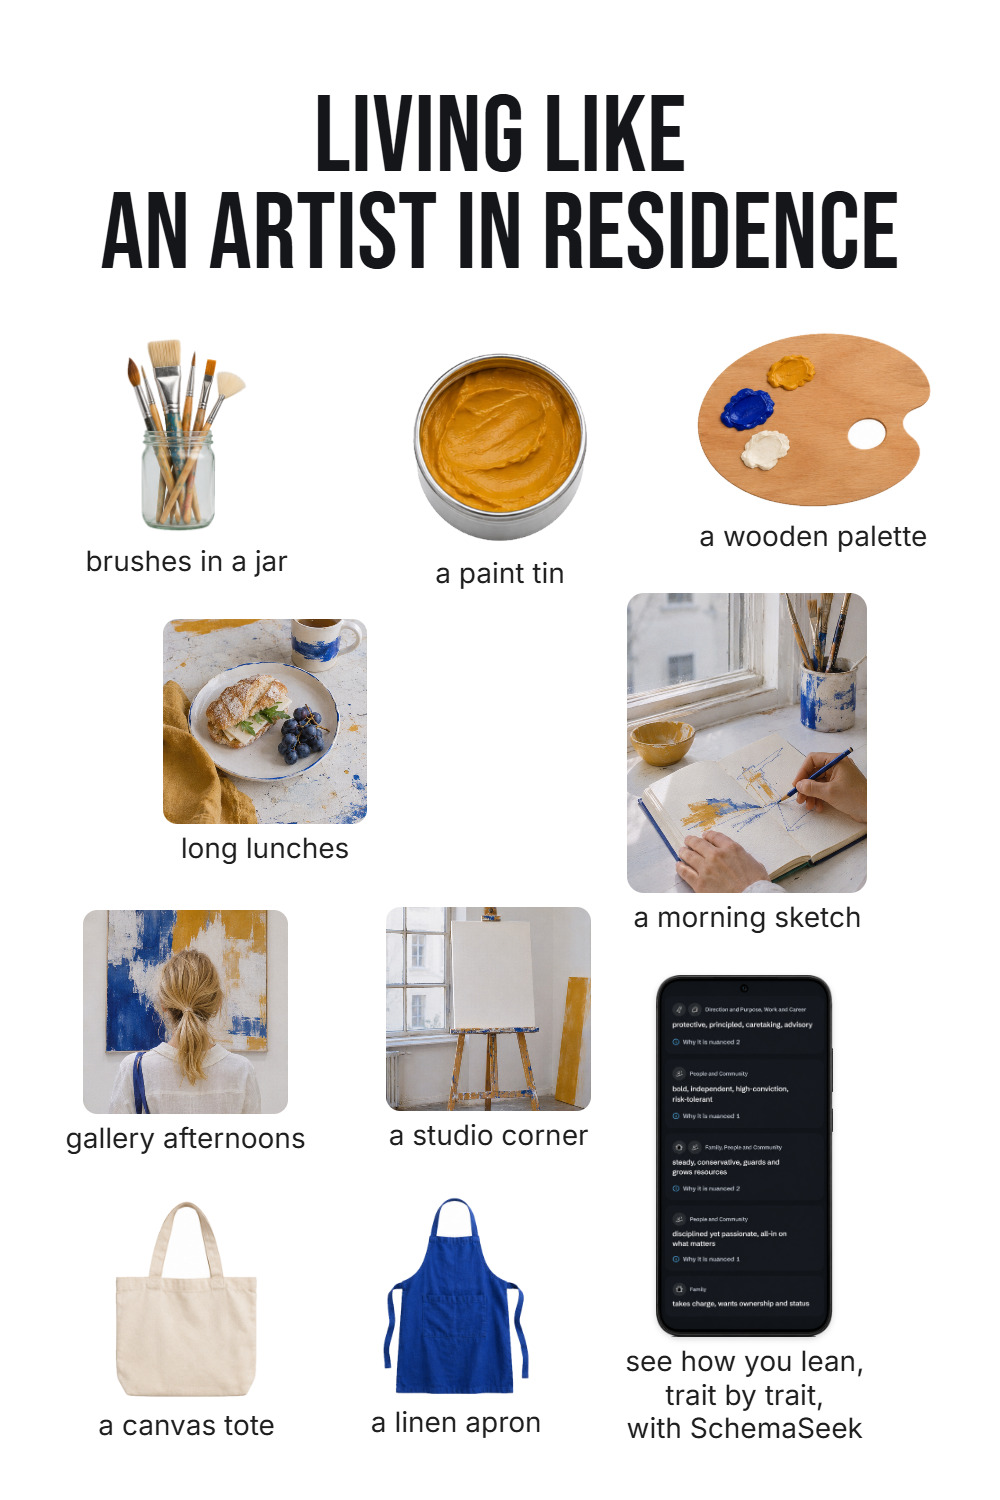 LIVING LIKE
AN ARTIST IN RESIDENCE
brushes in a jar
a paint tin
a wooden palette
long lunches
a morning sketch
gallery afternoons
a studio corner
Direction and Purpose, Work and Career
protective, principled, caretaking, advisory
Why it is nuanced 2
People and Community
bold, independent, high-conviction,
risk-tolerant
Why it is nuanced 1
Family, People and Community
steady, conservative, guards and
grows resources
Why it is nuanced 2
People and Community
disciplined yet passionate, all-in on
what matters
Why it is nuanced 1
Family
takes charge, wants ownership and status
a canvas tote
a linen apron
see how you lean,
trait by trait,
with SchemaSeek